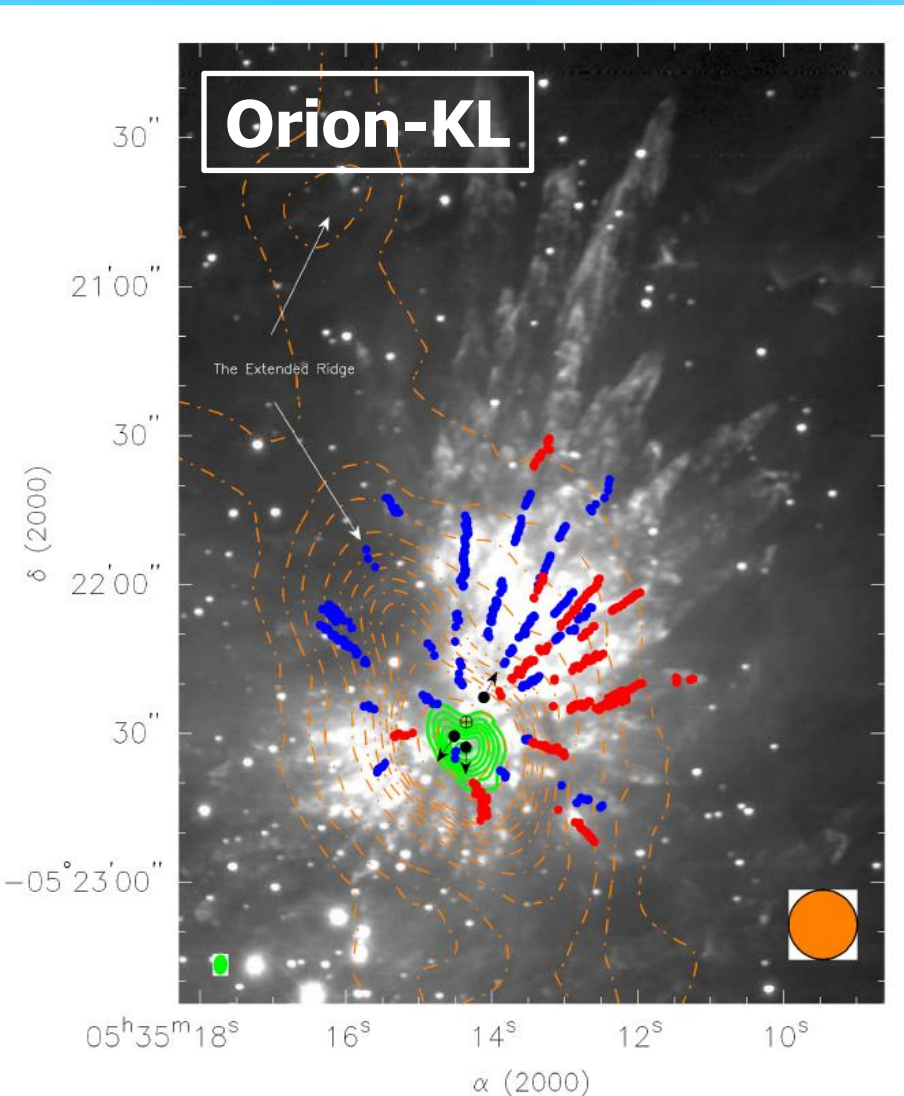 Orion-KL
30"
21'00"
The Extended Ridge
30"
δ (2000)
22'00"
30"
−05°23'00"
05ʰ35ᵐ18ˢ 16ˢ 14ˢ 12ˢ 10ˢ
α (2000)